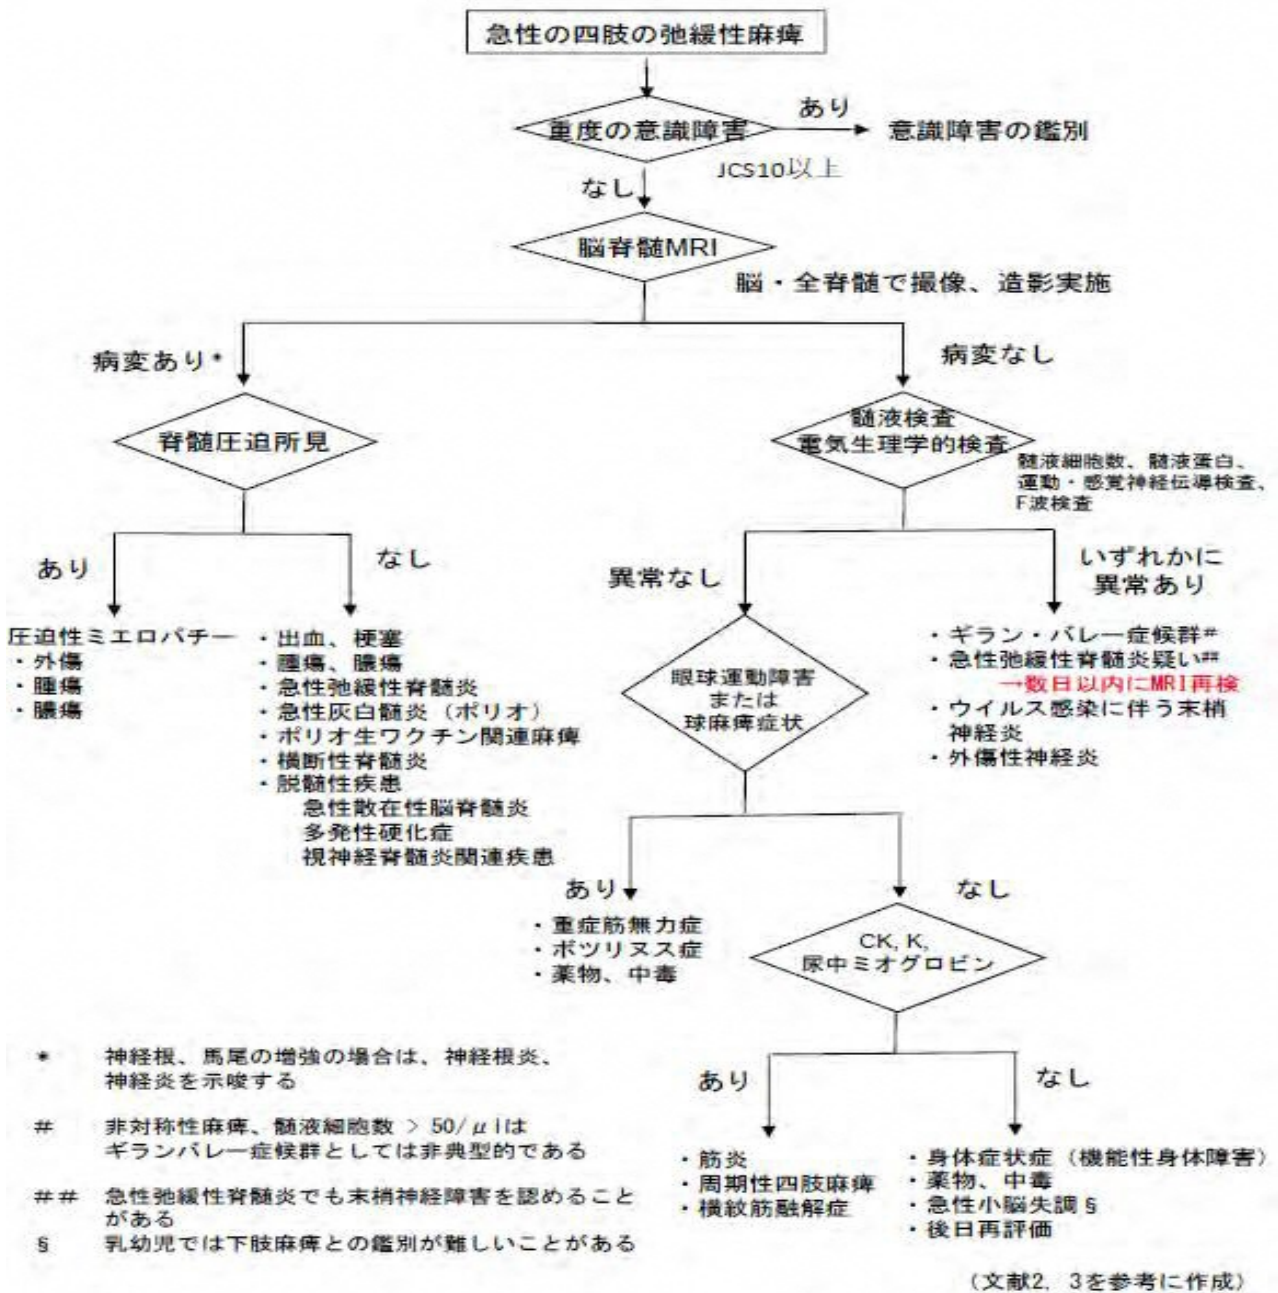 急性の四肢の弛緩性麻痺
重度の意識障害
あり
意識障害の鑑別
JCS10以上
なし
脳脊髄MRI
脳・全脊髄で撮像、造影実施
病変あり*
病変なし
脊髄圧迫所見
髄液検査
電気生理学的検査
髄液細胞数、髄液蛋白、
運動・感覚神経伝導検査、
F波検査
あり
なし
異常なし
いずれかに
異常あり
圧迫性ミエロパチー
・外傷
・腫瘍
・膿瘍
・出血、梗塞
・腫瘍、膿瘍
・急性弛緩性脊髄炎
・急性灰白髄炎（ポリオ）
・ポリオ生ワクチン関連麻痺
・横断性脊髄炎
・脱髄性疾患
急性散在性脳脊髄炎
多発性硬化症
視神経脊髄炎関連疾患
眼球運動障害
または
球麻痺症状
・ギラン・バレー症候群#
・急性弛緩性脊髄炎疑い##
→数日以内にMRI再検
・ウイルス感染に伴う末梢
神経炎
・外傷性神経炎
あり
なし
・重症筋無力症
・ボツリヌス症
・薬物、中毒
CK, K,
尿中ミオグロビン
あり
なし
・筋炎
・周期性四肢麻痺
・横紋筋融解症
・身体症状症（機能性身体障害）
・薬物、中毒
・急性小脳失調§
・後日再評価
* 神経根、馬尾の増強の場合は、神経根炎、
神経炎を示唆する
# 非対称性麻痺、髄液細胞数 > 50/μlは
ギランバレー症候群としては非典型的である
## 急性弛緩性脊髄炎でも末梢神経障害を認めること
がある
§ 乳幼児では下肢麻痺との鑑別が難しいことがある
（文献2, 3を参考に作成）